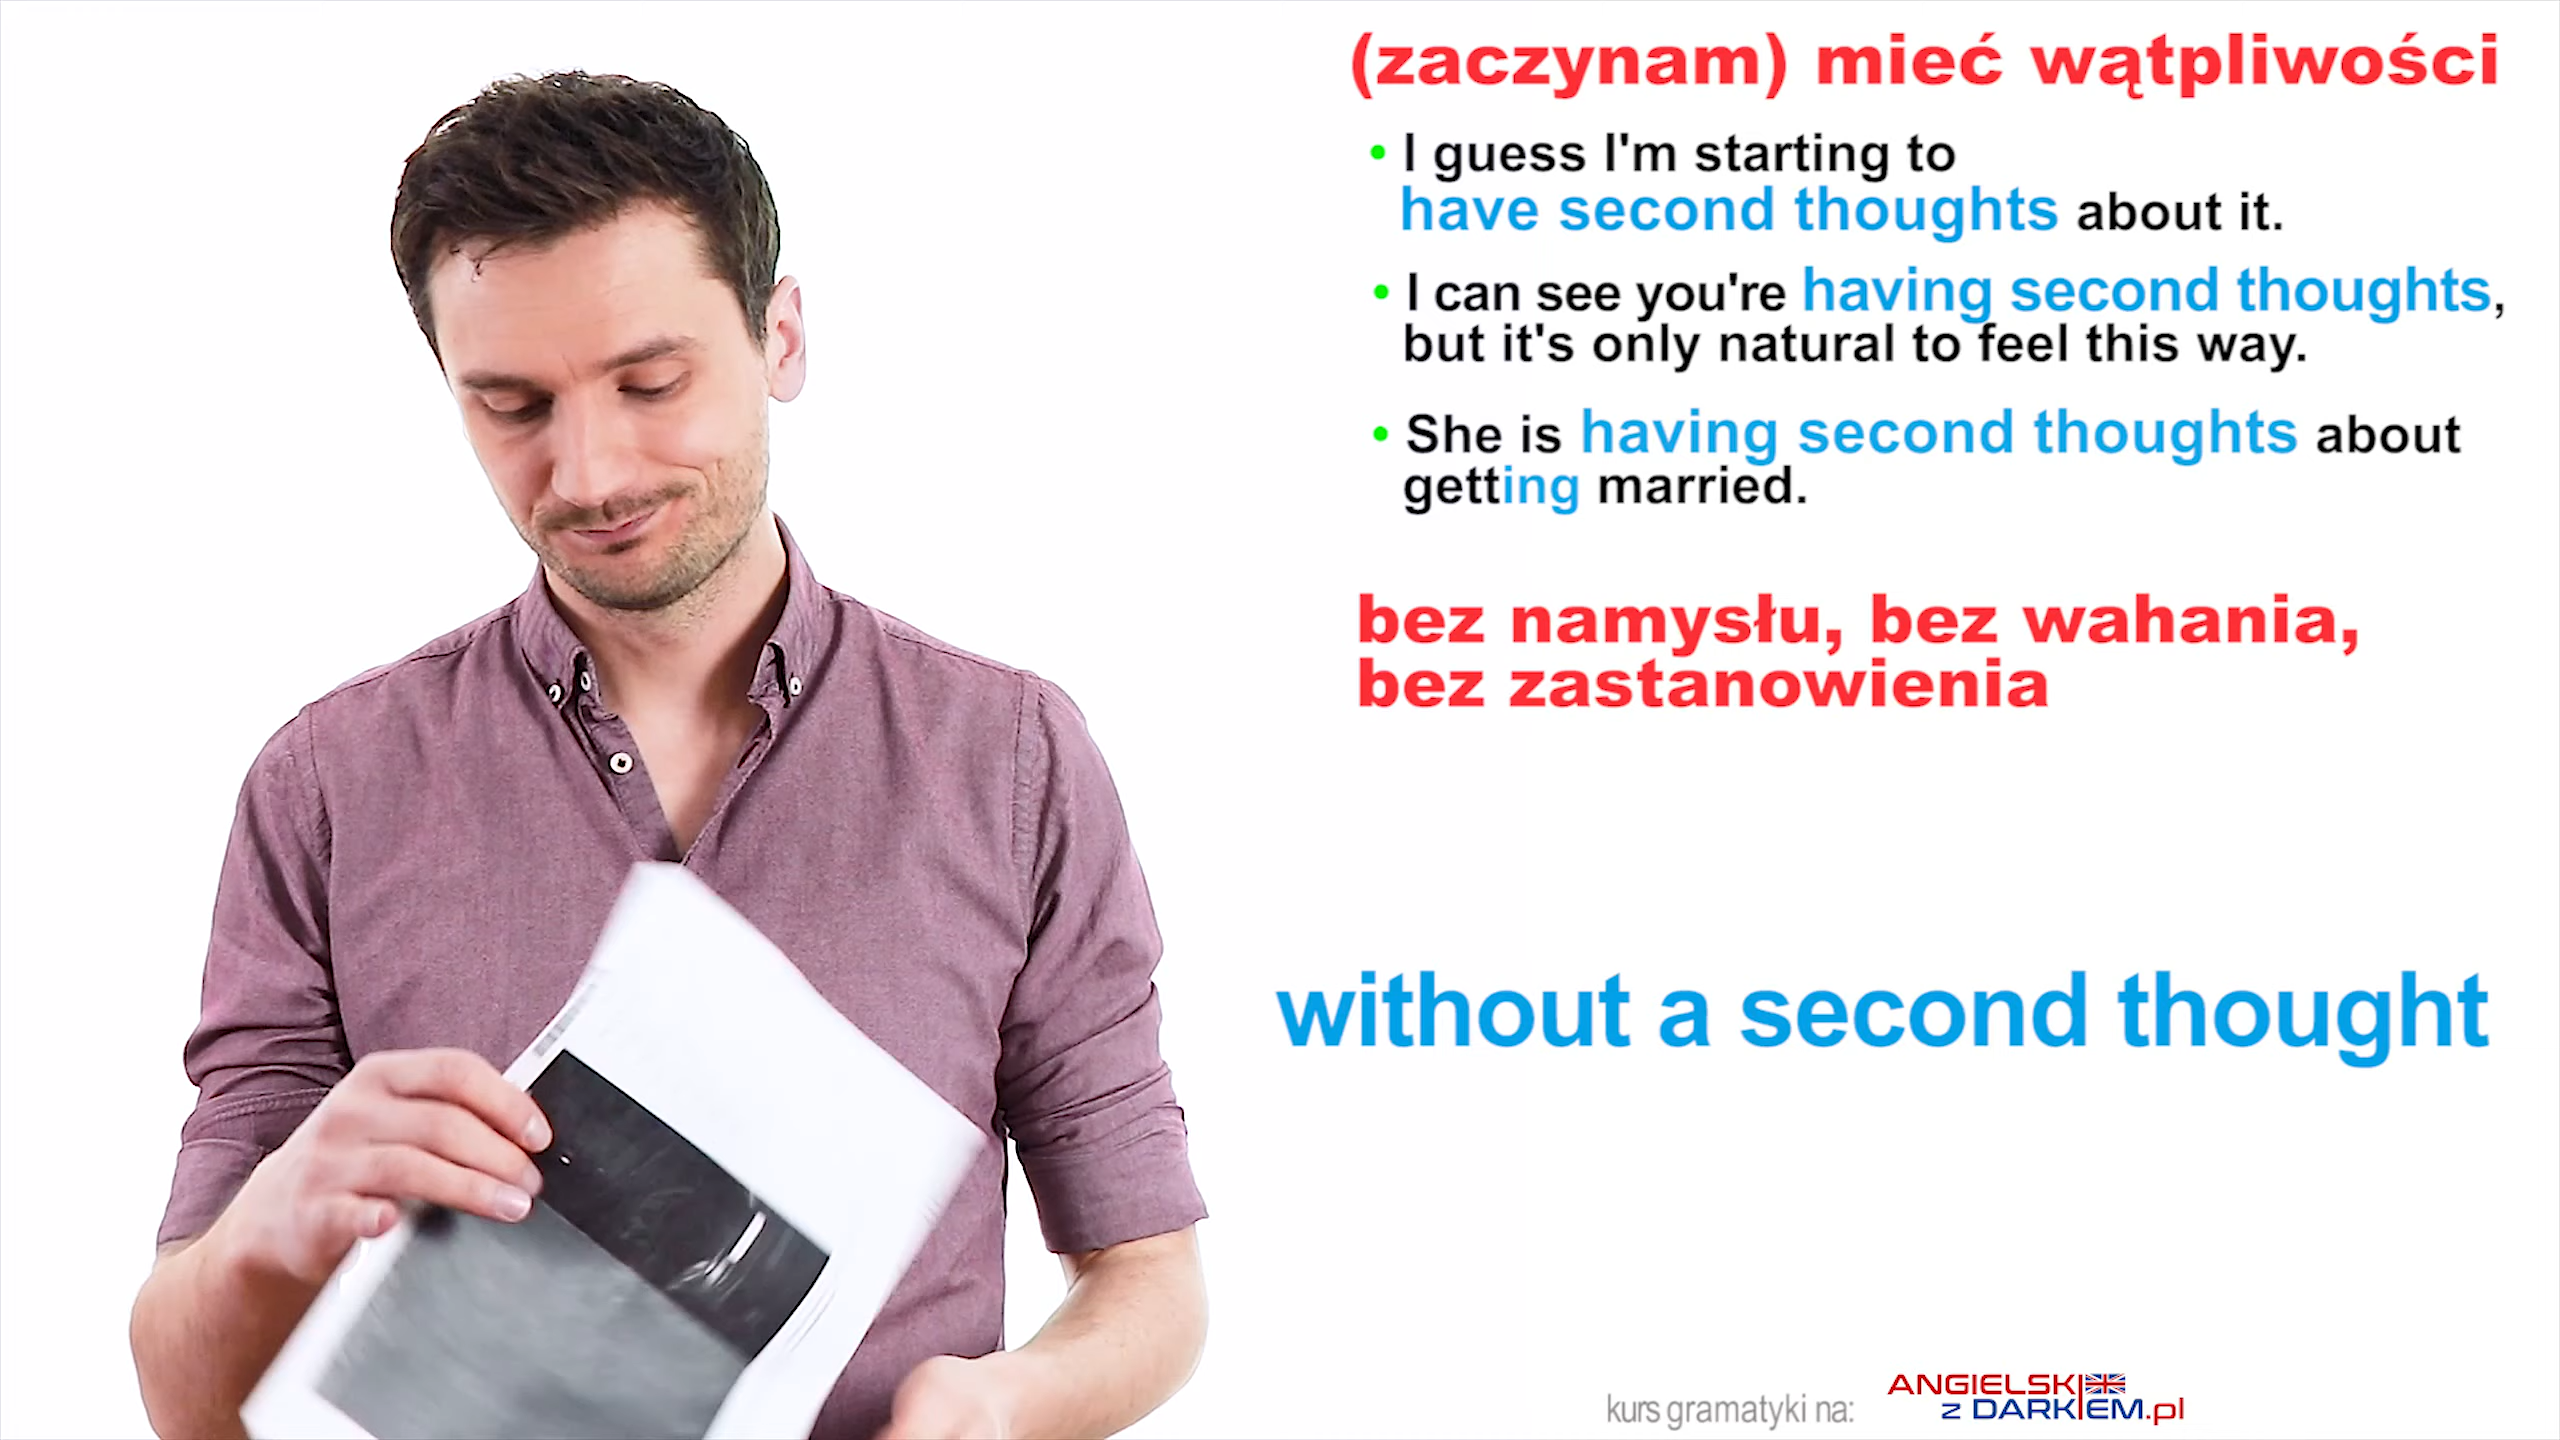 (zaczynam) mieć wątpliwości
• I guess I'm starting to
have second thoughts about it.
• I can see you're having second thoughts,
but it's only natural to feel this way.
• She is having second thoughts about
getting married.
bez namysłu, bez wahania,
bez zastanowienia
without a second thought
kurs gramatyki na:
ANGIELSKI
Z DARKIEM.pl